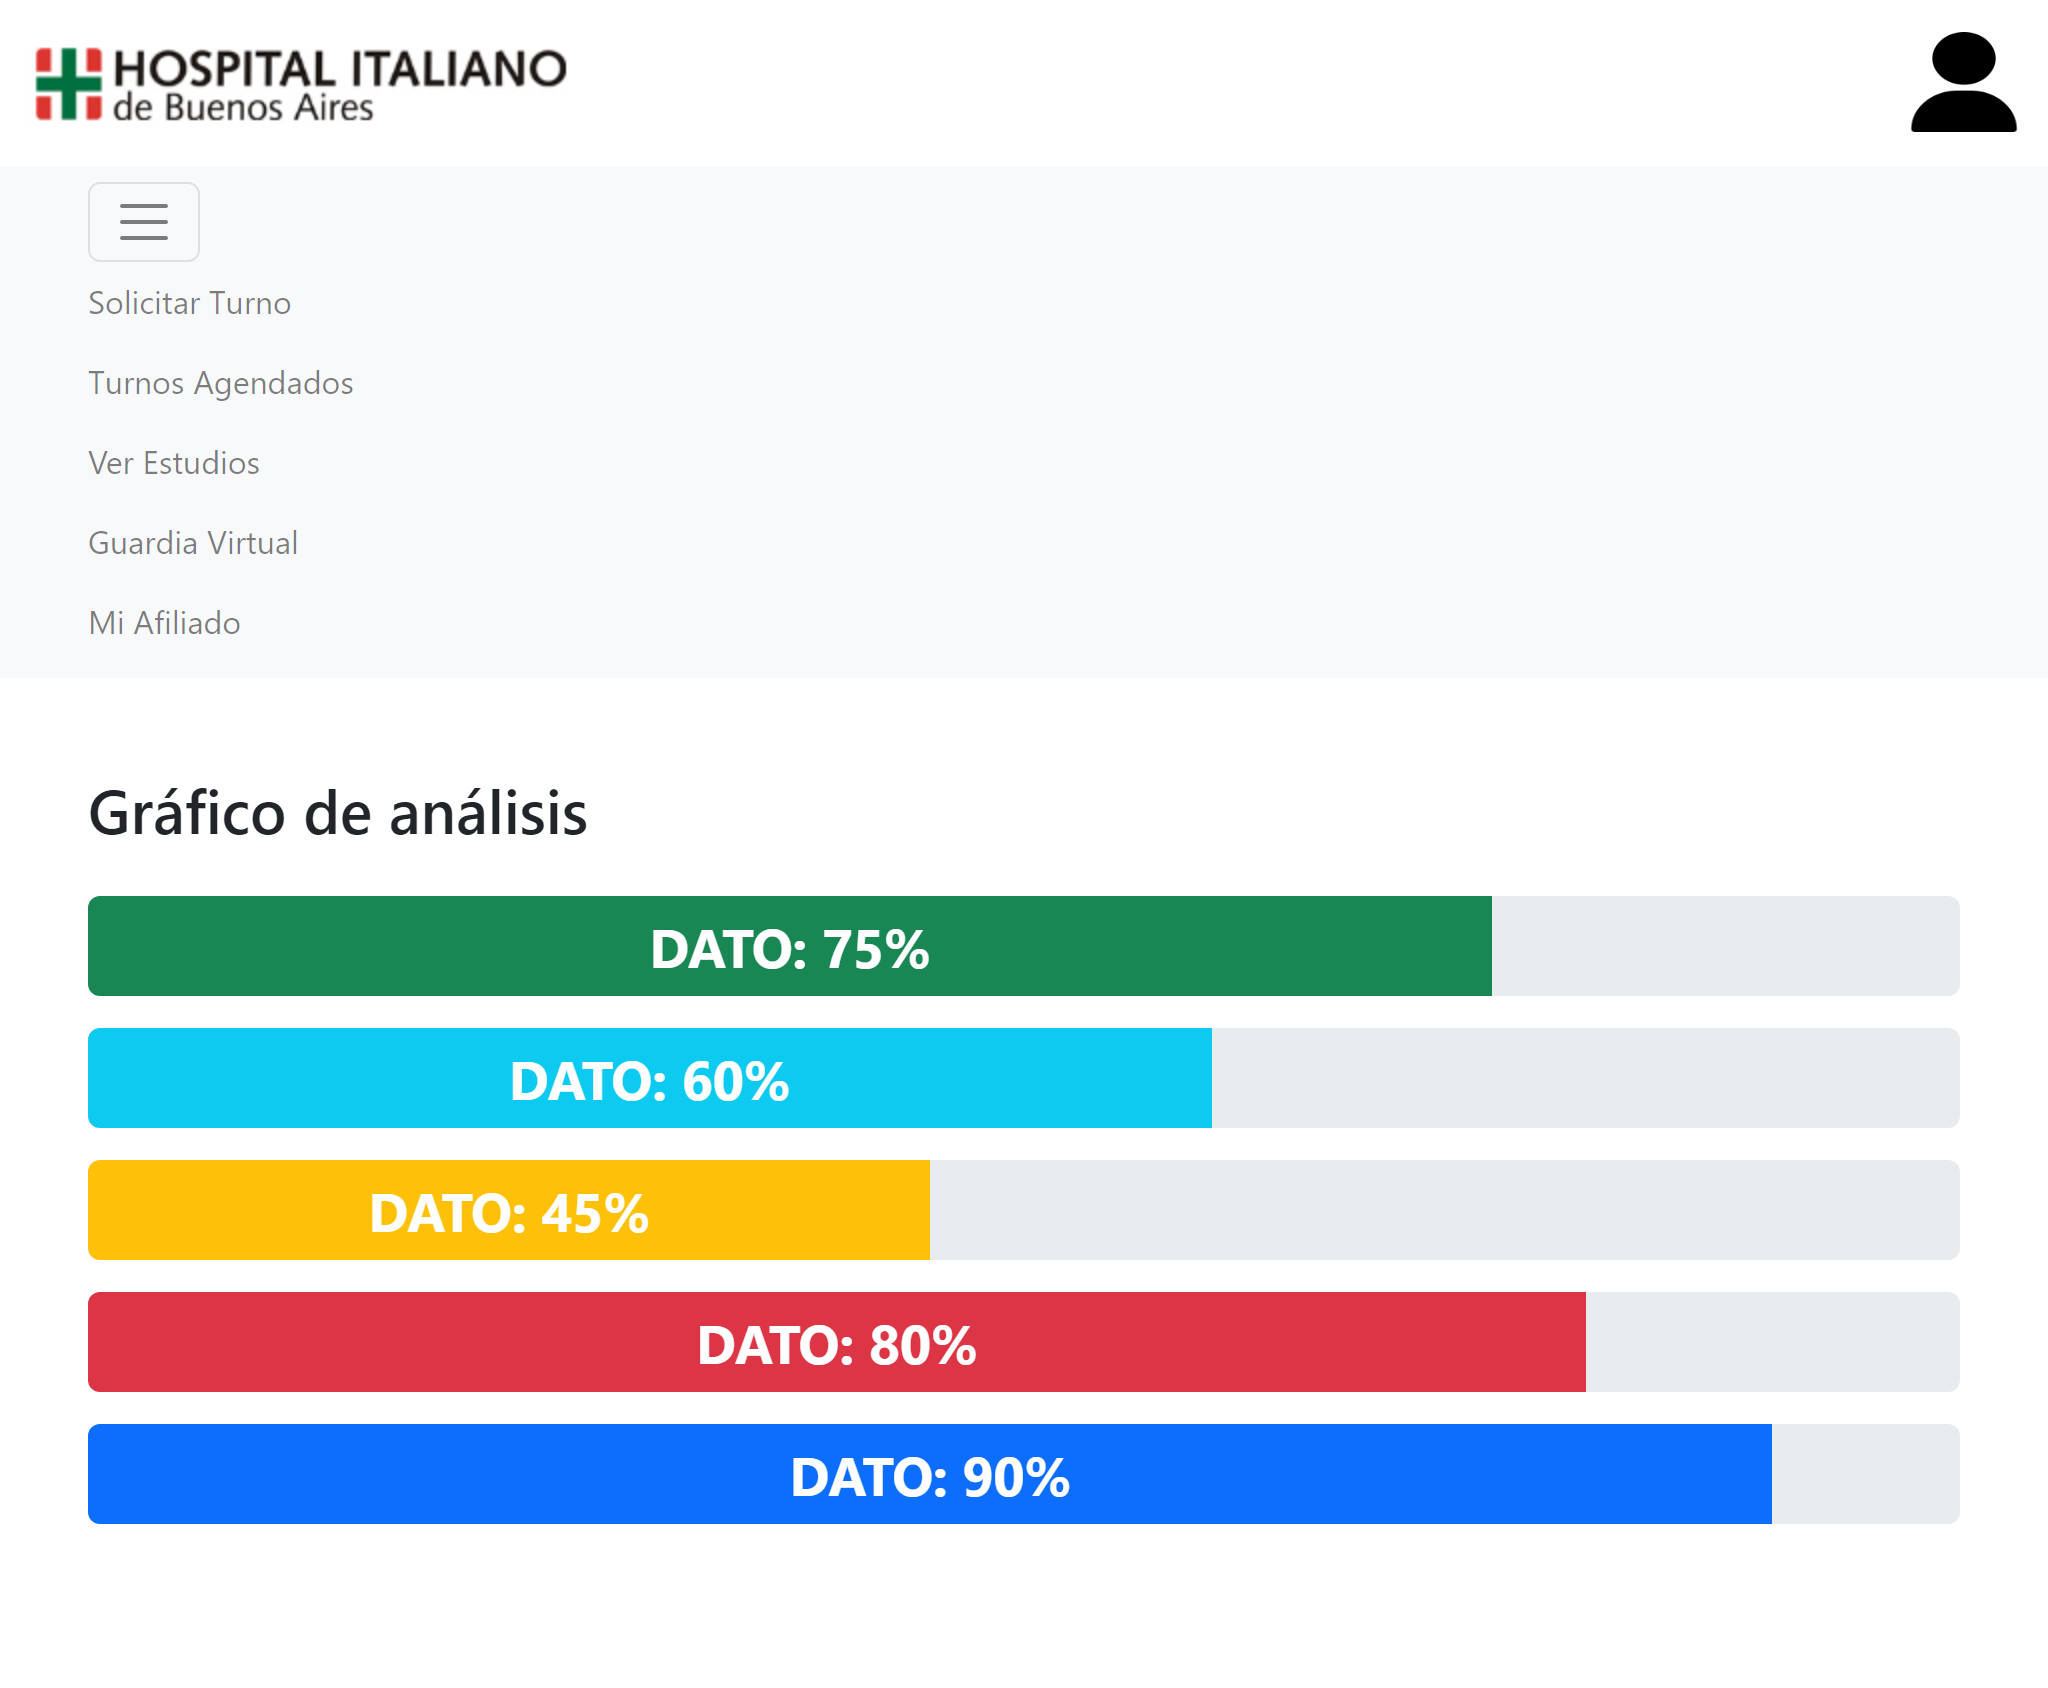 HOSPITAL ITALIANO
de Buenos Aires
Solicitar Turno
Turnos Agendados
Ver Estudios
Guardia Virtual
Mi Afiliado
Gráfico de análisis
DATO: 75%
DATO: 60%
DATO: 45%
DATO: 80%
DATO: 90%